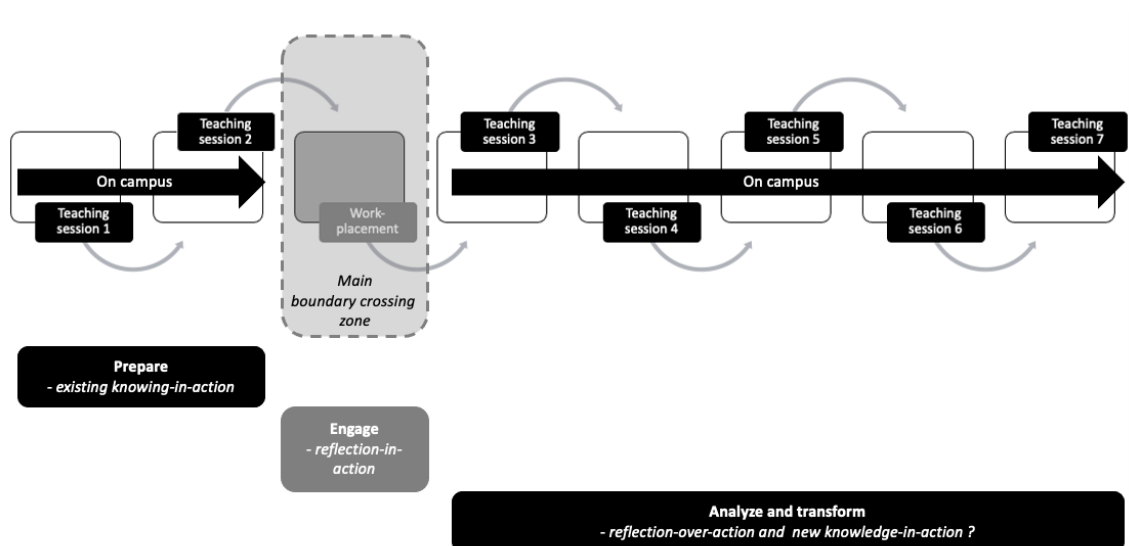 Teaching
session 2
Teaching
session 3
Teaching
session 5
Teaching
session 7
On campus
On campus
Teaching
session 1
Work-
placement
Teaching
session 4
Teaching
session 6
Main
boundary crossing
zone
Prepare
- existing knowing-in-action
Engage
- reflection-in-
action
Analyze and transform
- reflection-over-action and  new knowledge-in-action ?